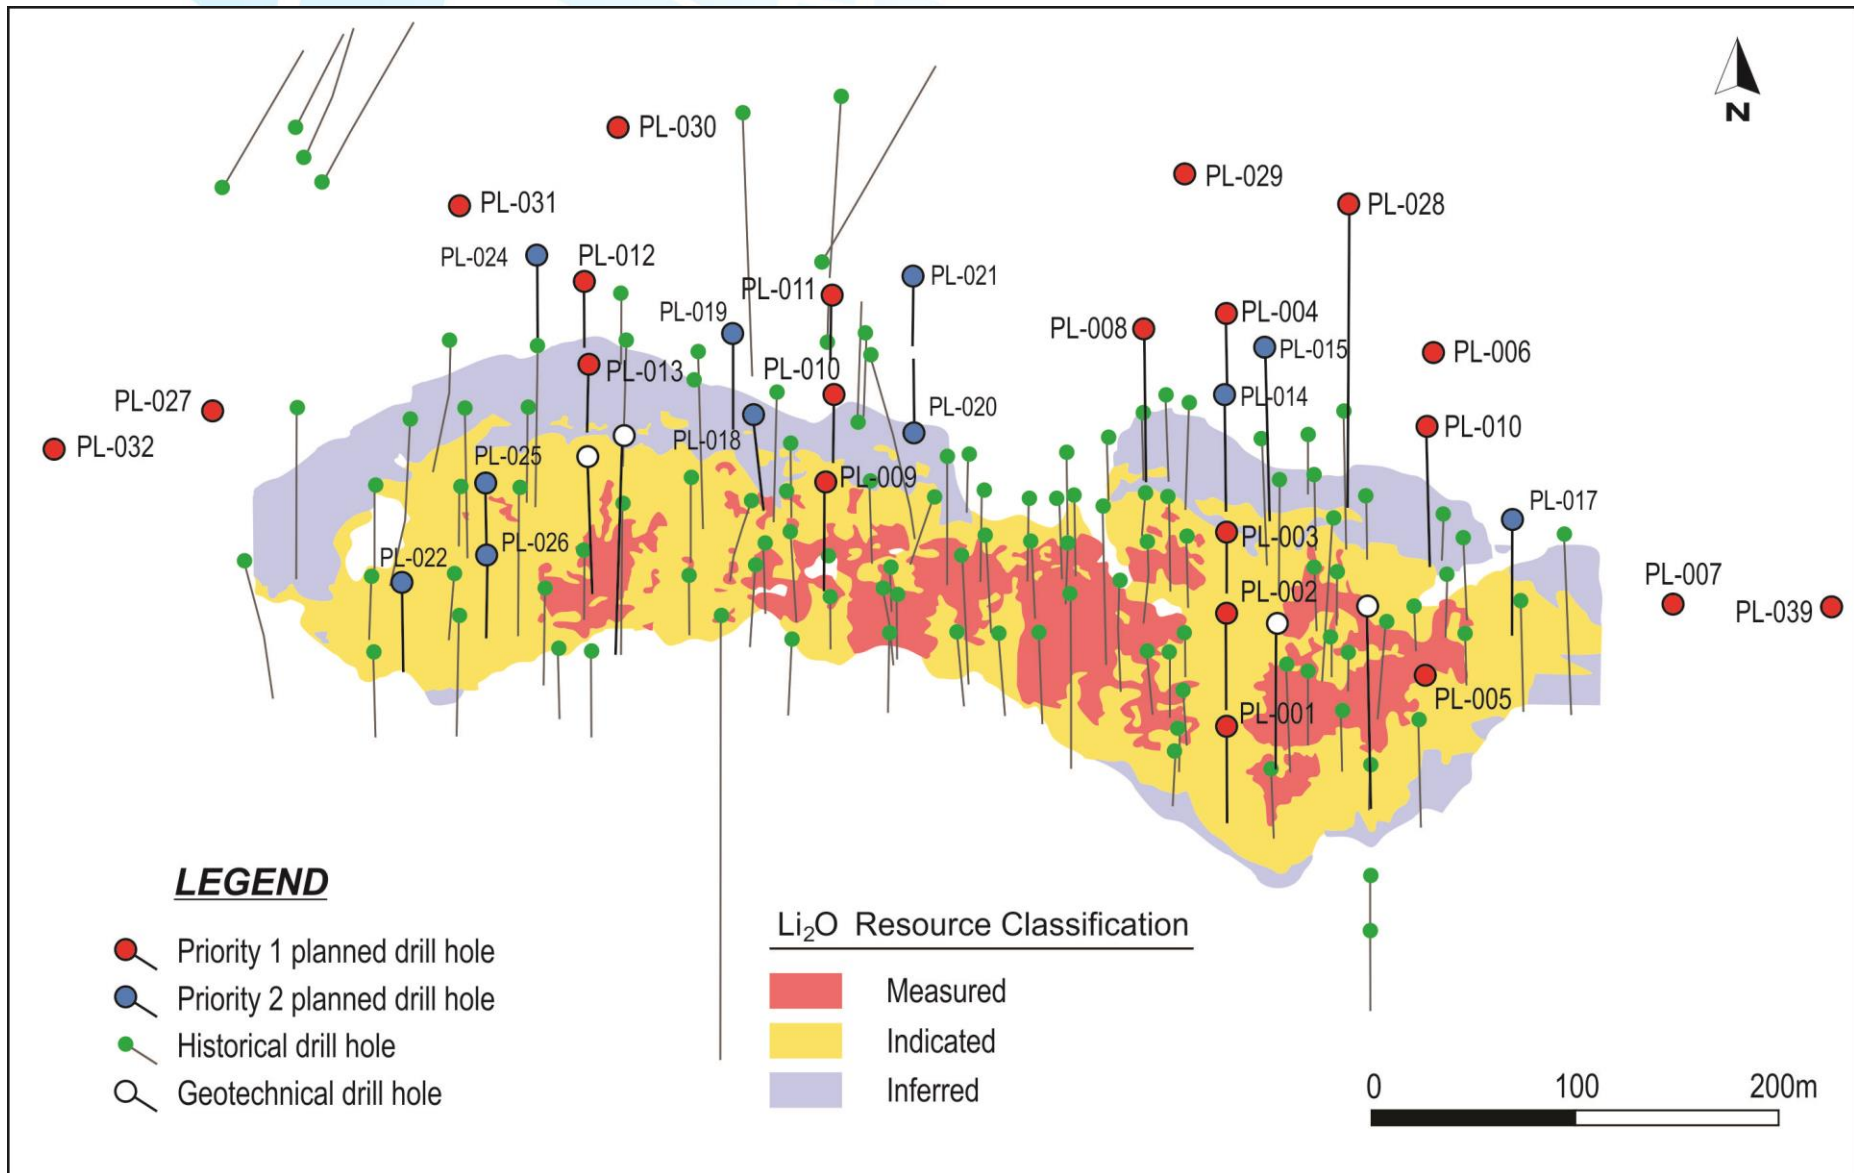 N
PL-030
PL-029
PL-031
PL-028
PL-024
PL-012
PL-011
PL-021
PL-019
PL-004
PL-008
PL-015
PL-006
PL-013
PL-010
PL-027
PL-014
PL-020
PL-010
PL-032
PL-018
PL-025
PL-009
PL-017
PL-026
PL-003
PL-022
PL-007
PL-002
PL-039
PL-005
PL-001
LEGEND
Priority 1 planned drill hole
Priority 2 planned drill hole
Historical drill hole
Geotechnical drill hole
Li₂O Resource Classification
Measured
Indicated
Inferred
0 100 200m